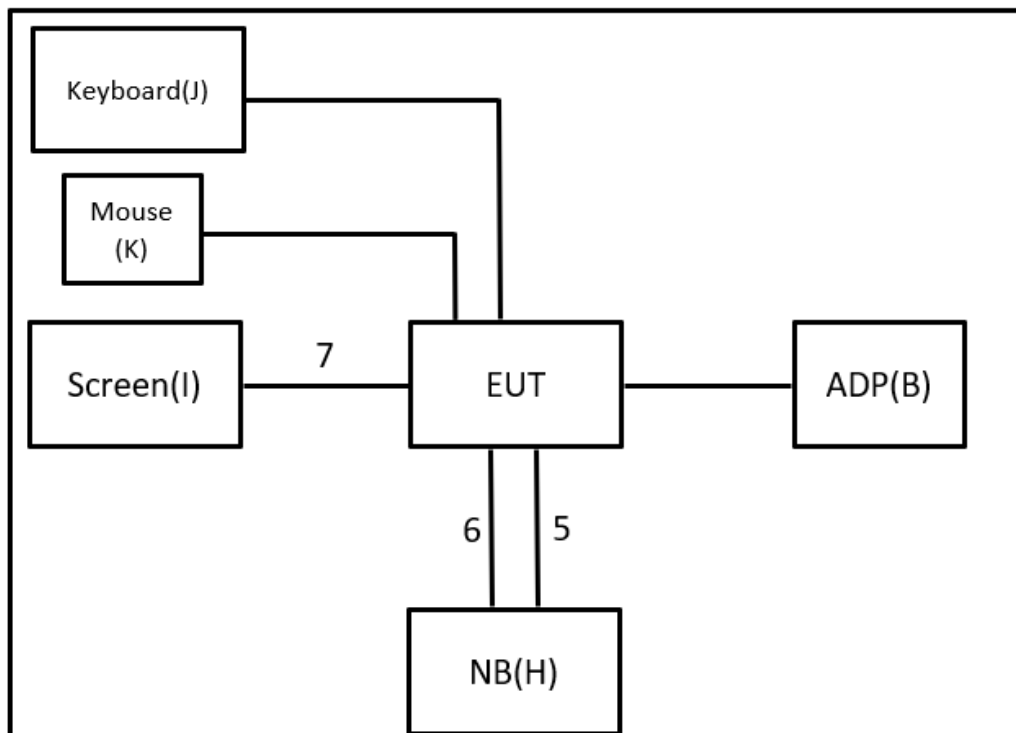 Keyboard(J)
Mouse
(K)
Screen(I)
7
EUT
ADP(B)
6
5
NB(H)